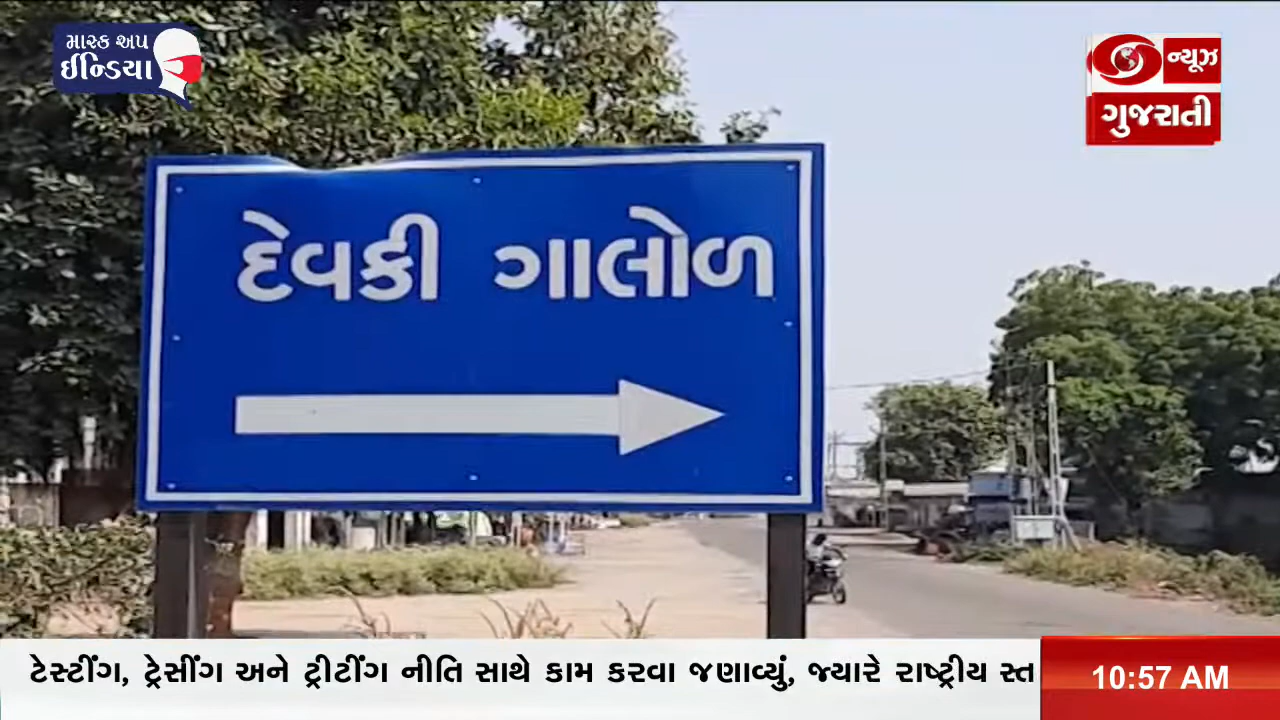 માસ્ક અપ
ઈન્ડિયા
ન્યૂઝ
ગુજરાતી
દેવકી ગાલોળ
ટેસ્ટીંગ, ટ્રેસીંગ અને ટ્રીટીંગ નીતિ સાથે કામ કરવા જણાવ્યું, જ્યારે રાષ્ટ્રીય સ્ત
10:57 AM